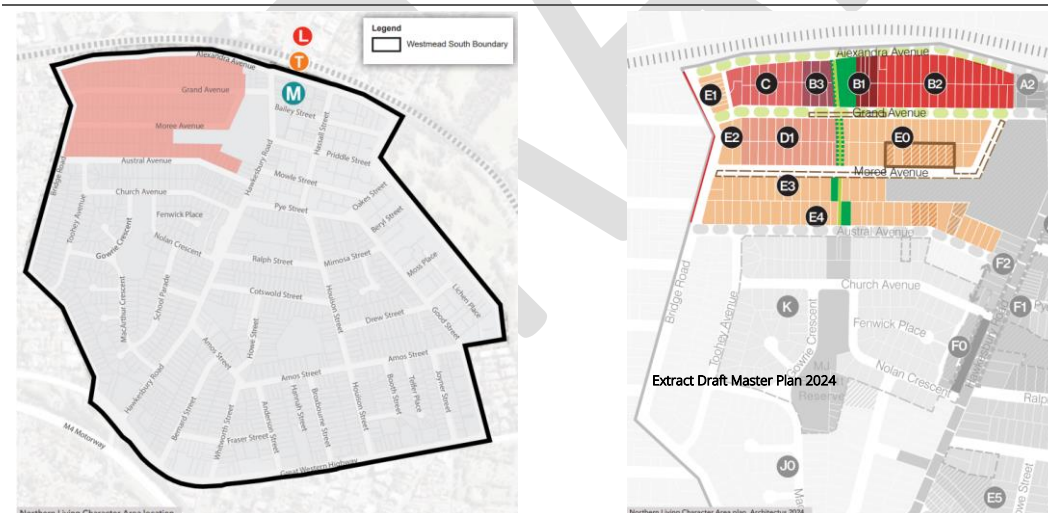 Legend
Westmead South Boundary
L
T
M
Alexandra Avenue
Grand Avenue
Bailey Street
Hassall Street
Moree Avenue
Priddle Street
Hawkesbury Road
Austral Avenue
Bridge Road
Mowle Street
Oakes Street
Church Avenue
Toohey Avenue
Pye Street
Beryl Street
Fenwick Place
Gowrie Crescent
Nolan Crescent
Ralph Street
Mimosa Street
Moss Place
MacArthur Crescent
School Parade
Cotswold Street
Houison Street
Lichen Place
Good Street
Drew Street
Amos Street
Howe Street
Amos Street
Joyner Street
Hawkesbury Road
Bernard Street
Whitworth Street
Fraser Street
Anderson Street
Hannah Street
Broxbourne Street
Houison Street
Booth Street
Telfer Place
M4 Motorway
Great Western Highway
Northern Living Character Area location
Alexandra Avenue
E1
C
B3
B1
B2
A2
Grand Avenue
E2
D1
E0
Moree Avenue
E3
E4
Austral Avenue
F2
Bridge Road
Church Avenue
Toohey Avenue
K
Gowrie Crescent
Fenwick Place
F1
F0
Nolan Crescent
MJ
Reserve
Extract Draft Master Plan 2024
J0
E5
Northern Living Character Area plan, Architectus 2024